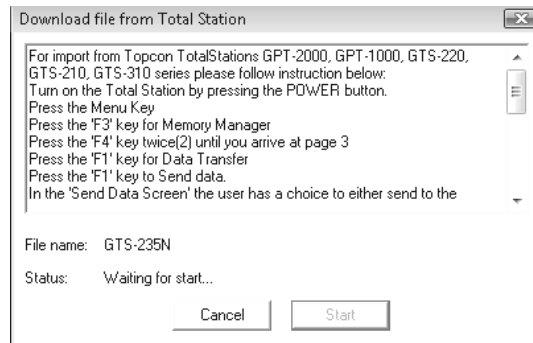 Download file from Total Station
For import from Topcon TotalStations GPT-2000, GPT-1000, GTS-220,
GTS-210, GTS-310 series please follow instruction below:
Turn on the Total Station by pressing the POWER button.
Press the Menu Key
Press the 'F3' key for Memory Manager
Press the 'F4' key twice(2) until you arrive at page 3
Press the 'F1' key for Data Transfer
Press the 'F1' key to Send data.
In the 'Send Data Screen' the user has a choice to either send to the
File name: GTS-235N
Status: Waiting for start...
Cancel Start